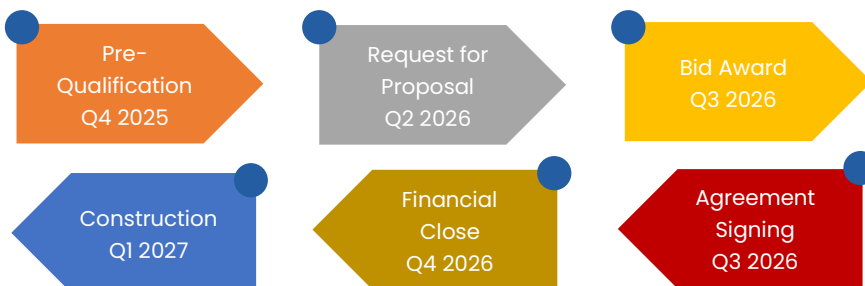 Pre-
Qualification
Q4 2025
Request for
Proposal
Q2 2026
Bid Award
Q3 2026
Agreement
Signing
Q3 2026
Financial
Close
Q4 2026
Construction
Q1 2027